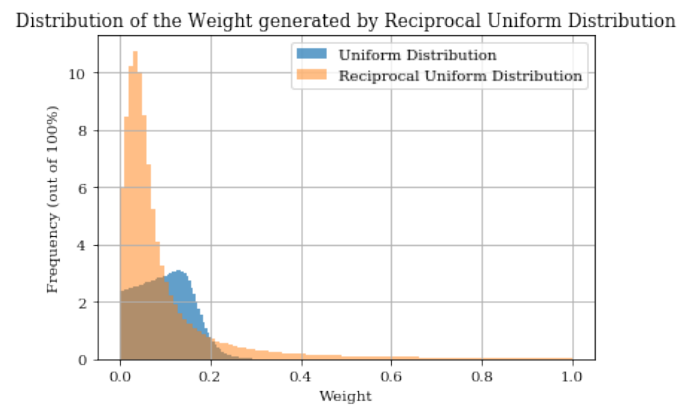 Distribution of the Weight generated by Reciprocal Uniform Distribution
Uniform Distribution
Reciprocal Uniform Distribution
Frequency (out of 100%)
10
8
6
4
2
0
0.0 0.2 0.4 0.6 0.8 1.0
Weight